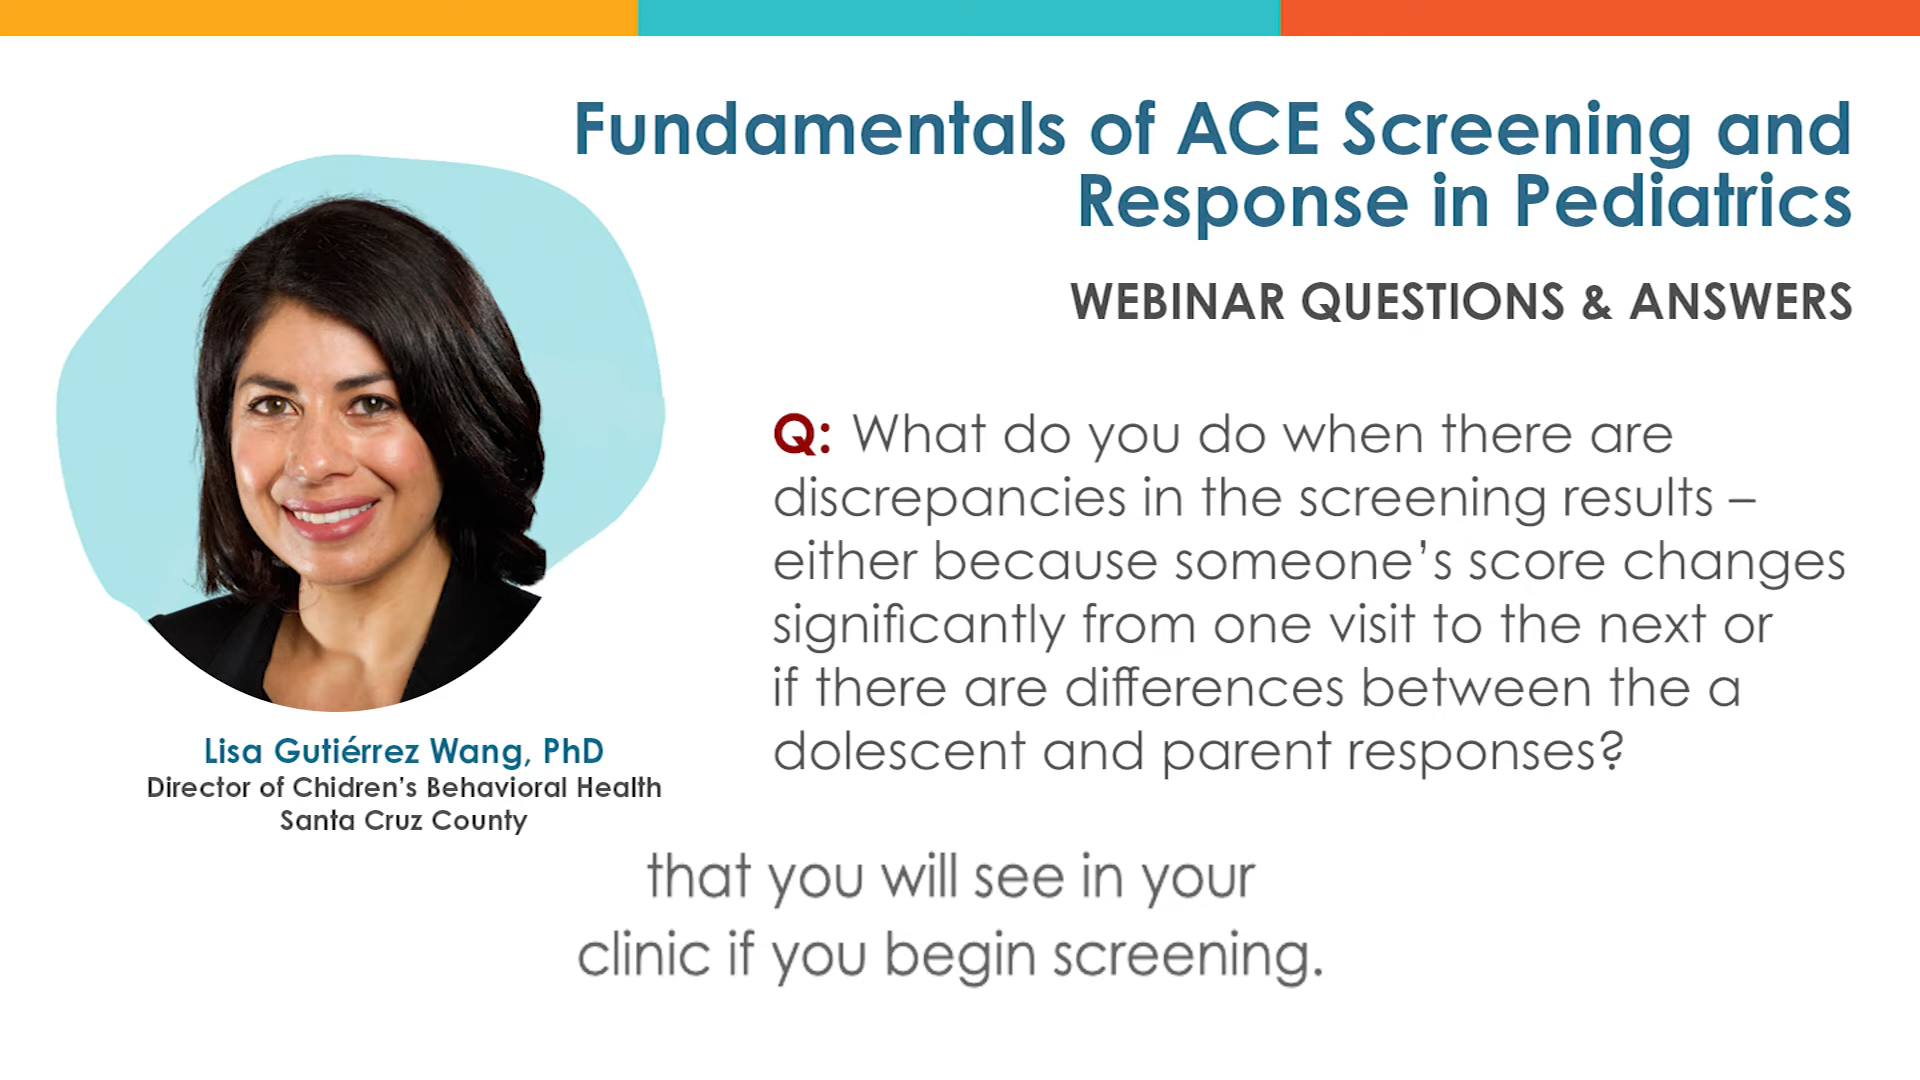 Fundamentals of ACE Screening and
Response in Pediatrics
WEBINAR QUESTIONS & ANSWERS
Q: What do you do when there are
discrepancies in the screening results –
either because someone’s score changes
significantly from one visit to the next or
if there are differences between the a
dolescent and parent responses?
Lisa Gutiérrez Wang, PhD
Director of Chidren’s Behavioral Health
Santa Cruz County
that you will see in your
clinic if you begin screening.